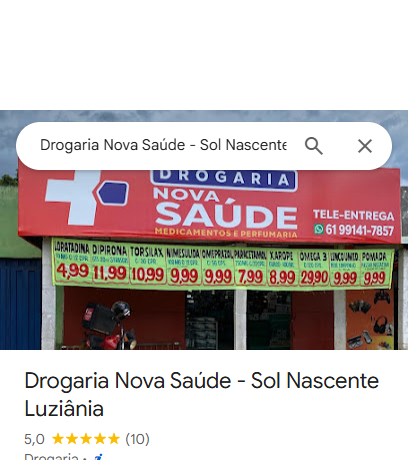 Drogaria Nova Saúde - Sol Nascente
DROGARIA
NOVA
SAÚDE
MEDICAMENTOS E PERFUMARIA
TELE-ENTREGA
61 99141-7857
LORATADINA DIPIRONA TORSILAX NIMESULIDA OMEPRAZOL PARACETAMOL XAROPE OMEGA 3 POMADA
4,99 11,99 10,99 9,99 9,99 7,99 8,99 29,90 9,99 9,99
Drogaria Nova Saúde - Sol Nascente
Luziânia
5,0 ★★★★★ (10)
Drogaria ·